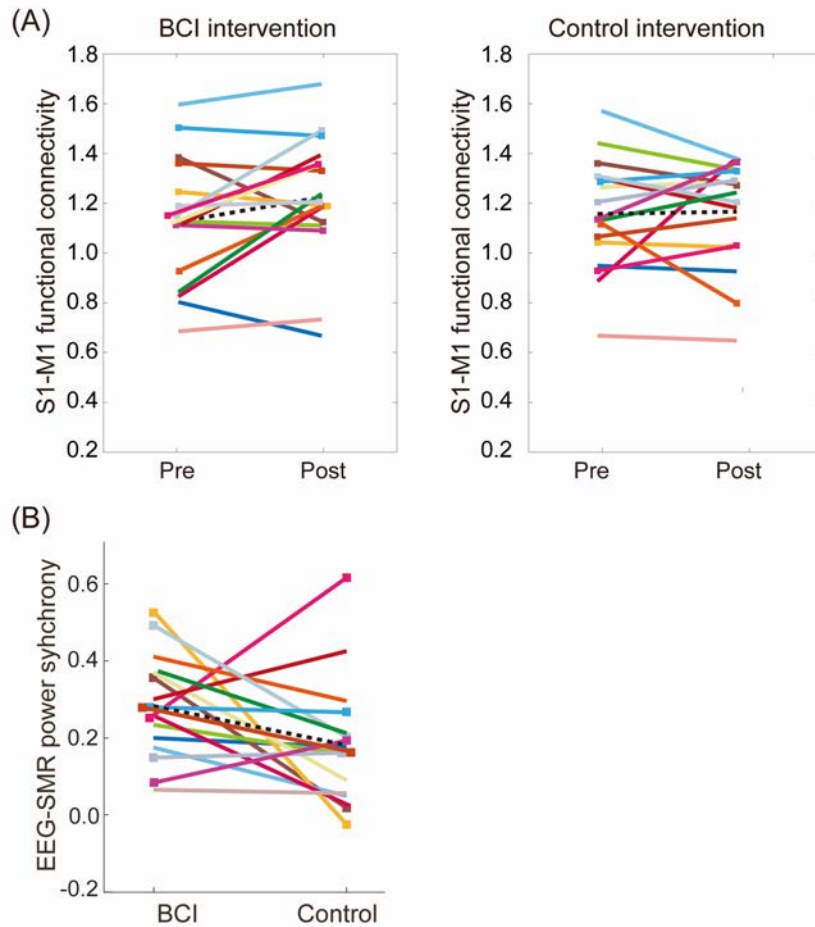 (A)
BCI intervention
Control intervention
S1-M1 functional connectivity
1.8
1.6
1.4
1.2
1.0
0.8
0.6
0.4
0.2
Pre
Post
S1-M1 functional connectivity
1.8
1.6
1.4
1.2
1.0
0.8
0.6
0.4
0.2
Pre
Post
(B)
EEG-SMR power syhchrony
0.6
0.4
0.2
0.0
-0.2
BCI
Control